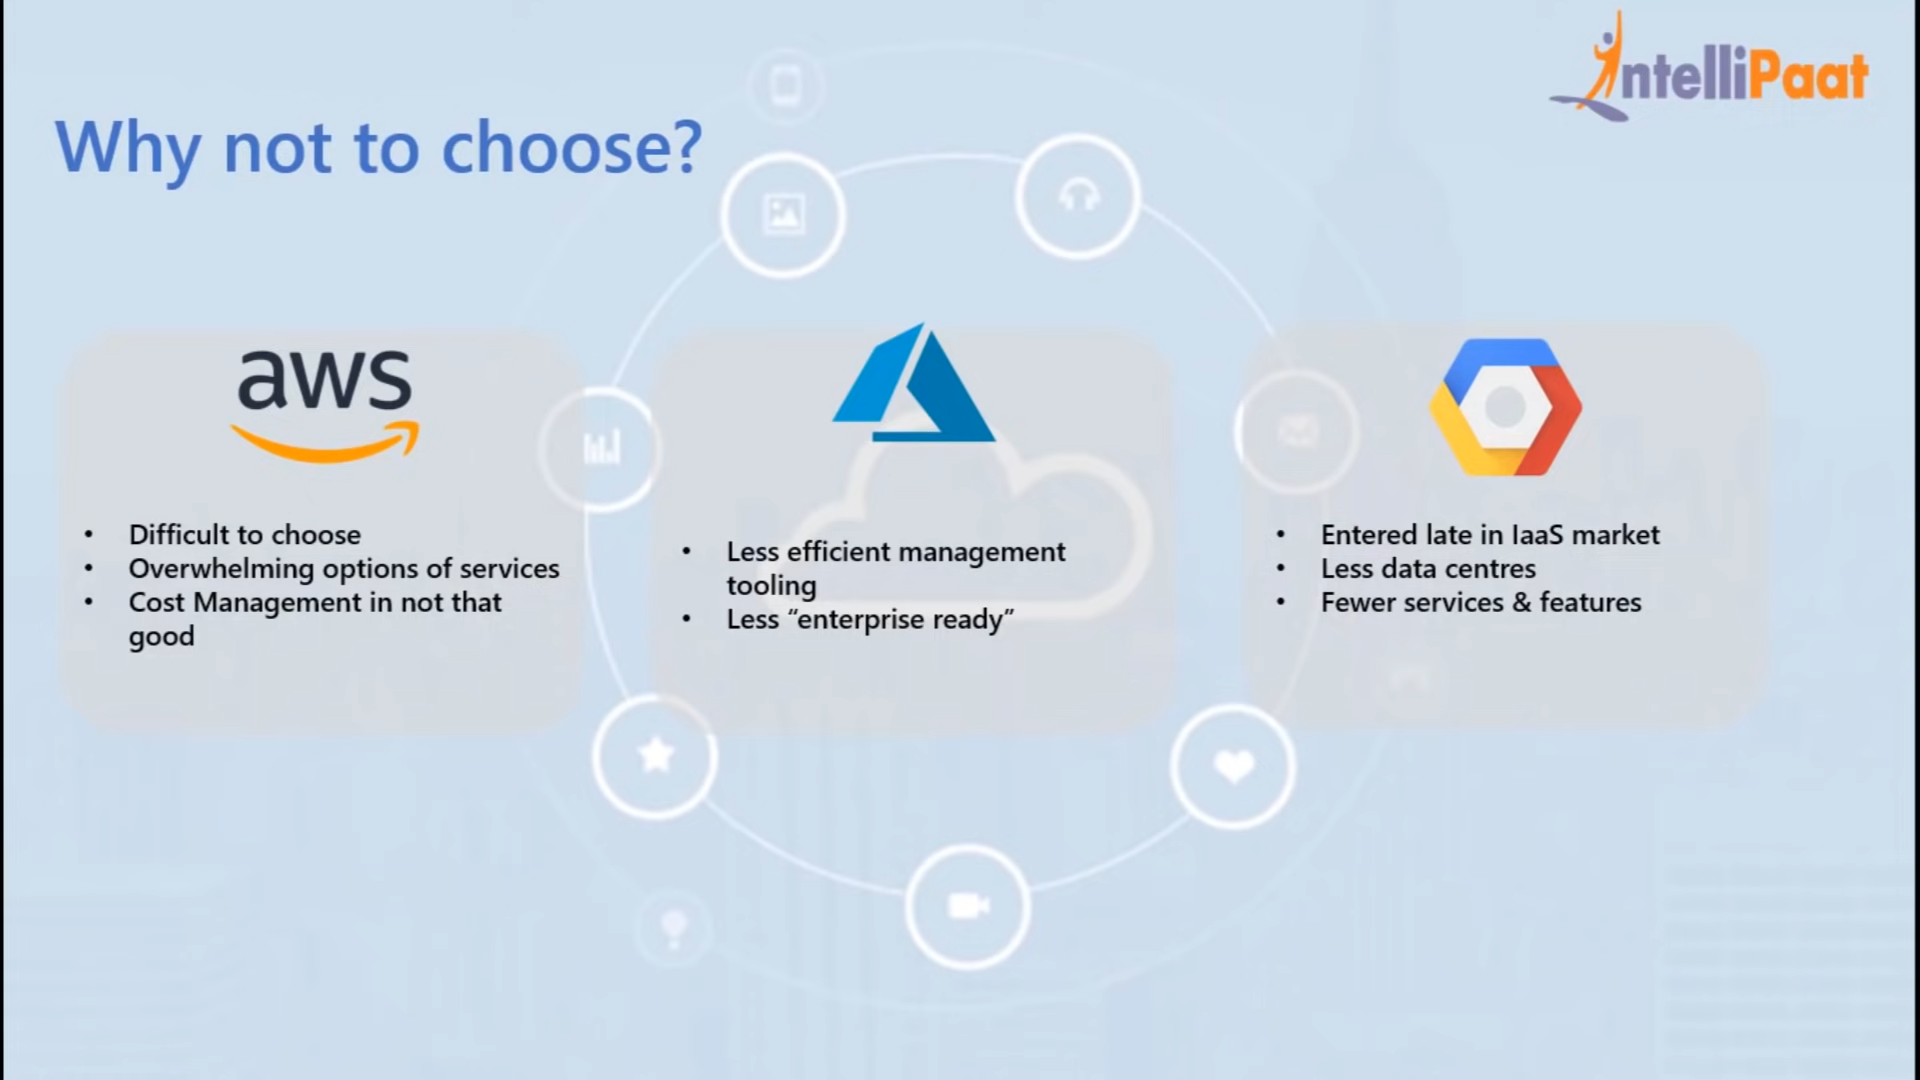 IntelliPaat
Why not to choose?
aws
• Difficult to choose
• Overwhelming options of services
• Cost Management in not that
good
• Less efficient management
tooling
• Less “enterprise ready”
• Entered late in IaaS market
• Less data centres
• Fewer services & features